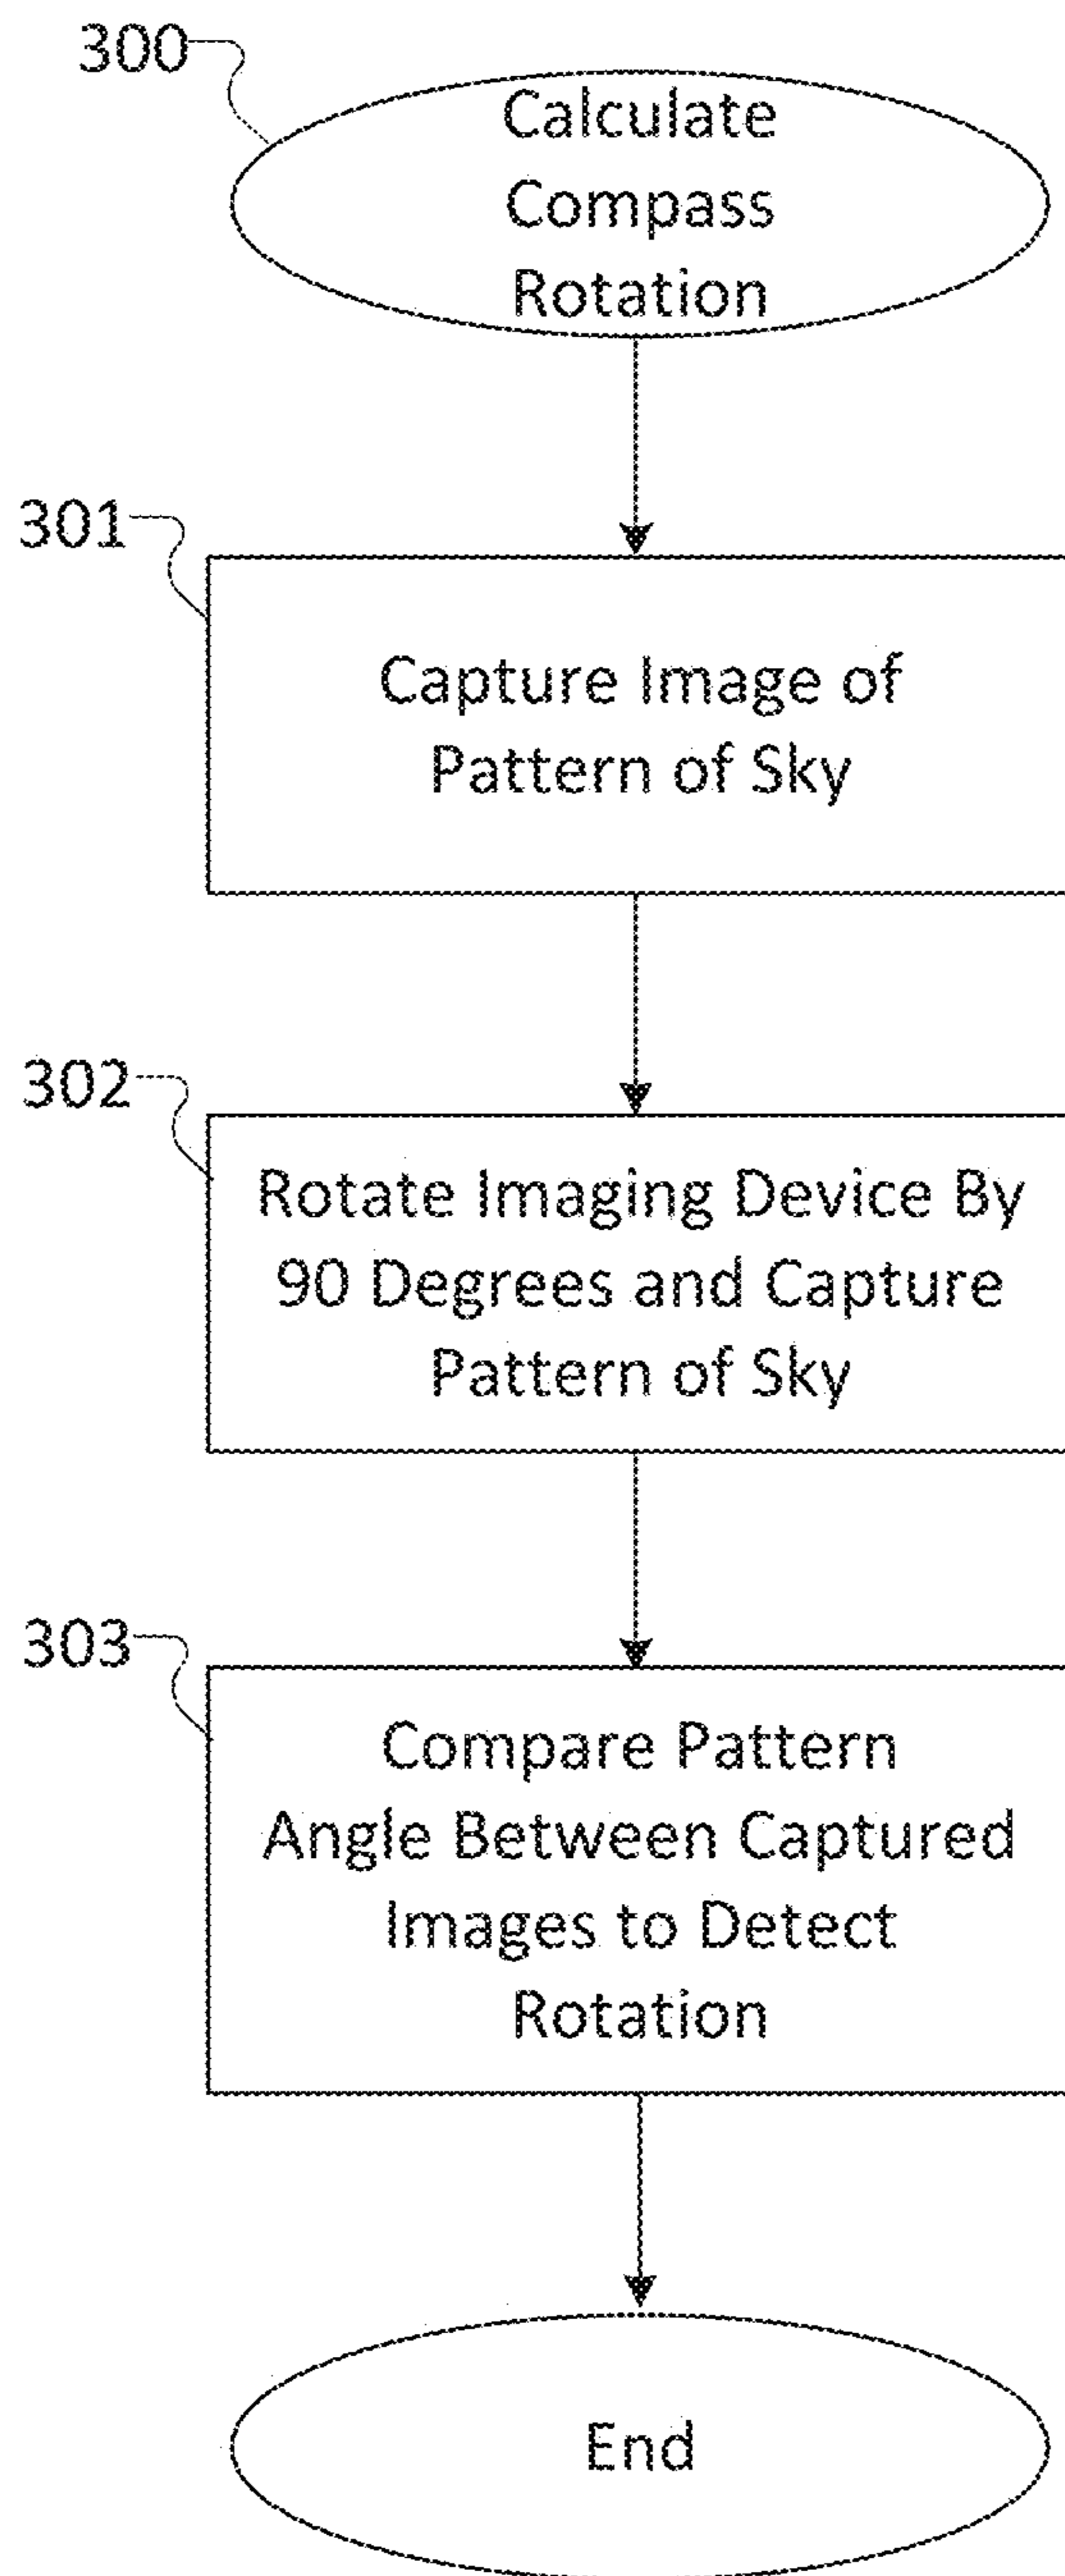 300
Calculate
Compass
Rotation
301
Capture Image of
Pattern of Sky
302
Rotate Imaging Device By
90 Degrees and Capture
Pattern of Sky
303
Compare Pattern
Angle Between Captured
Images to Detect
Rotation
End